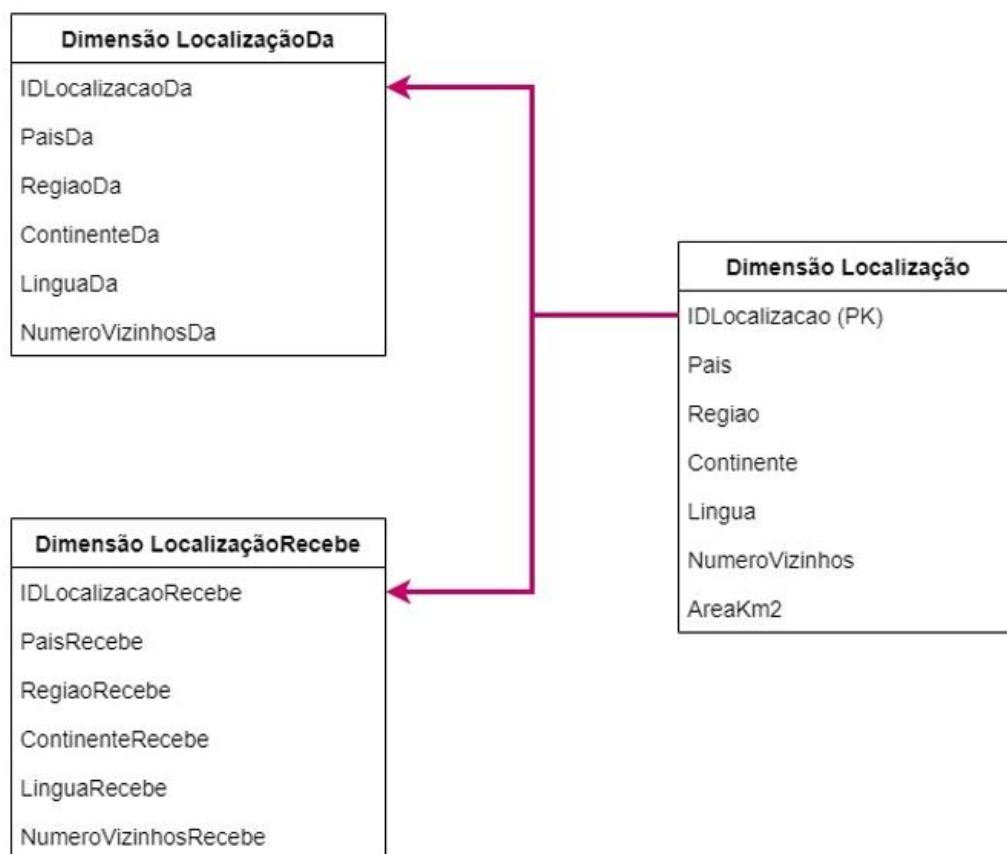 Dimensão LocalizaçãoDa
IDLocalizacaoDa
PaisDa
RegiaoDa
ContinenteDa
LinguaDa
NumeroVizinhosDa
Dimensão Localização
IDLocalizacao (PK)
Pais
Regiao
Continente
Lingua
NumeroVizinhos
AreaKm2
Dimensão LocalizaçãoRecebe
IDLocalizacaoRecebe
PaisRecebe
RegiaoRecebe
ContinenteRecebe
LinguaRecebe
NumeroVizinhosRecebe